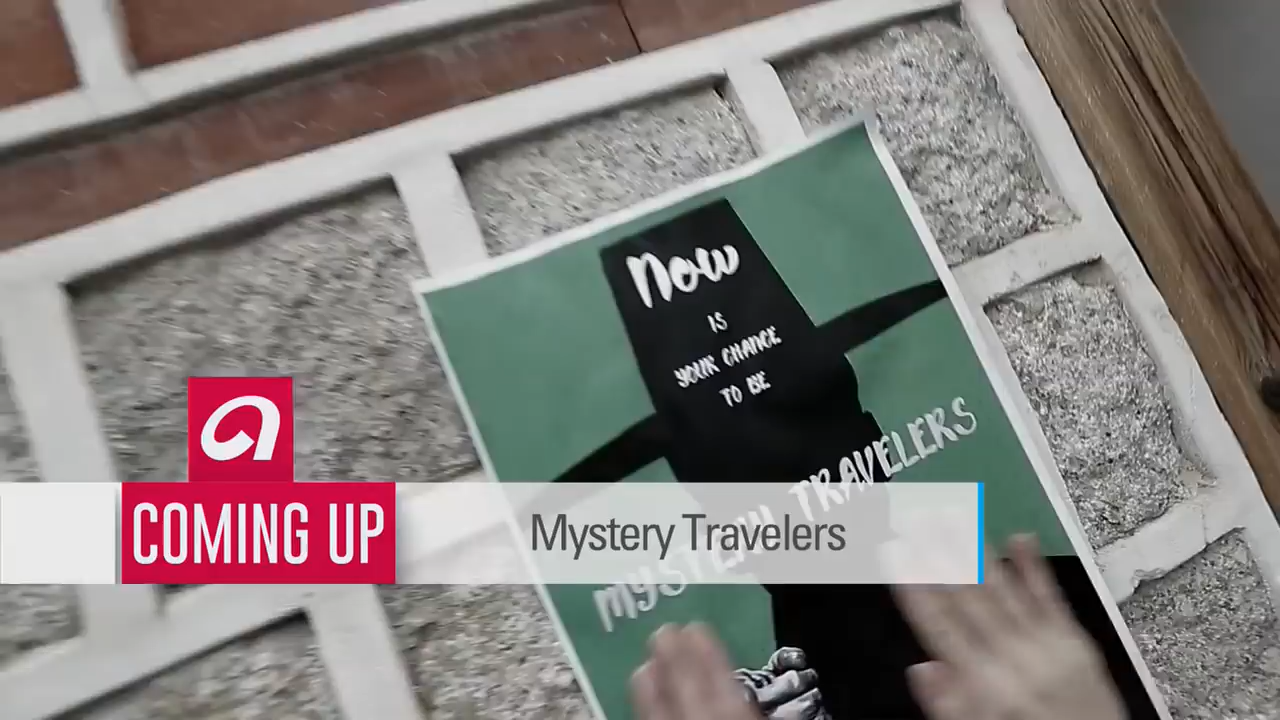 Now
IS
YOUR CHANCE
TO BE
MYSTERY TRAVELERS
COMING UP
Mystery Travelers